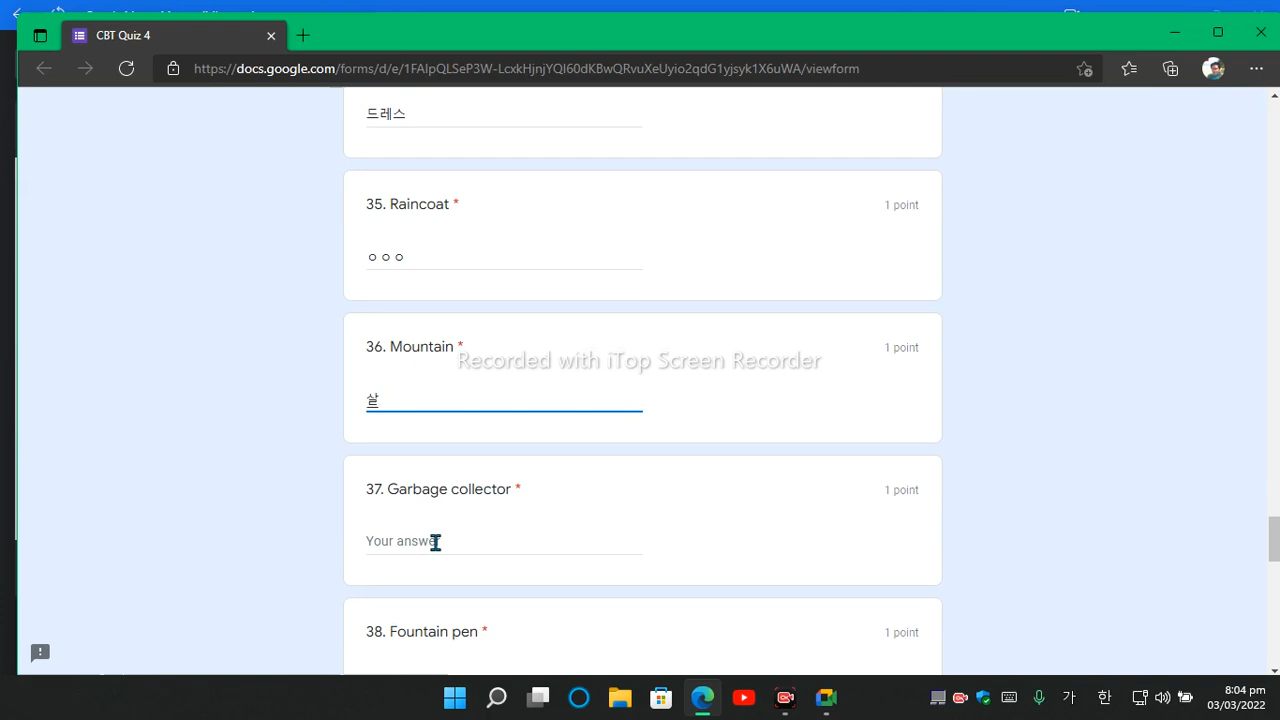 CBT Quiz 4
https://docs.google.com/forms/d/e/1FAIpQLSeP3W-LcxkHjnjYQI60dKBwQRvuXeUyio2qdG1yjsyk1X6uWA/viewform
드레스
35. Raincoat *
1 point
ㅇㅇㅇ
36. Mountain *
1 point
Recorded with iTop Screen Recorder
살
37. Garbage collector *
1 point
Your answer
38. Fountain pen *
1 point
가 한
8:04 pm
03/03/2022